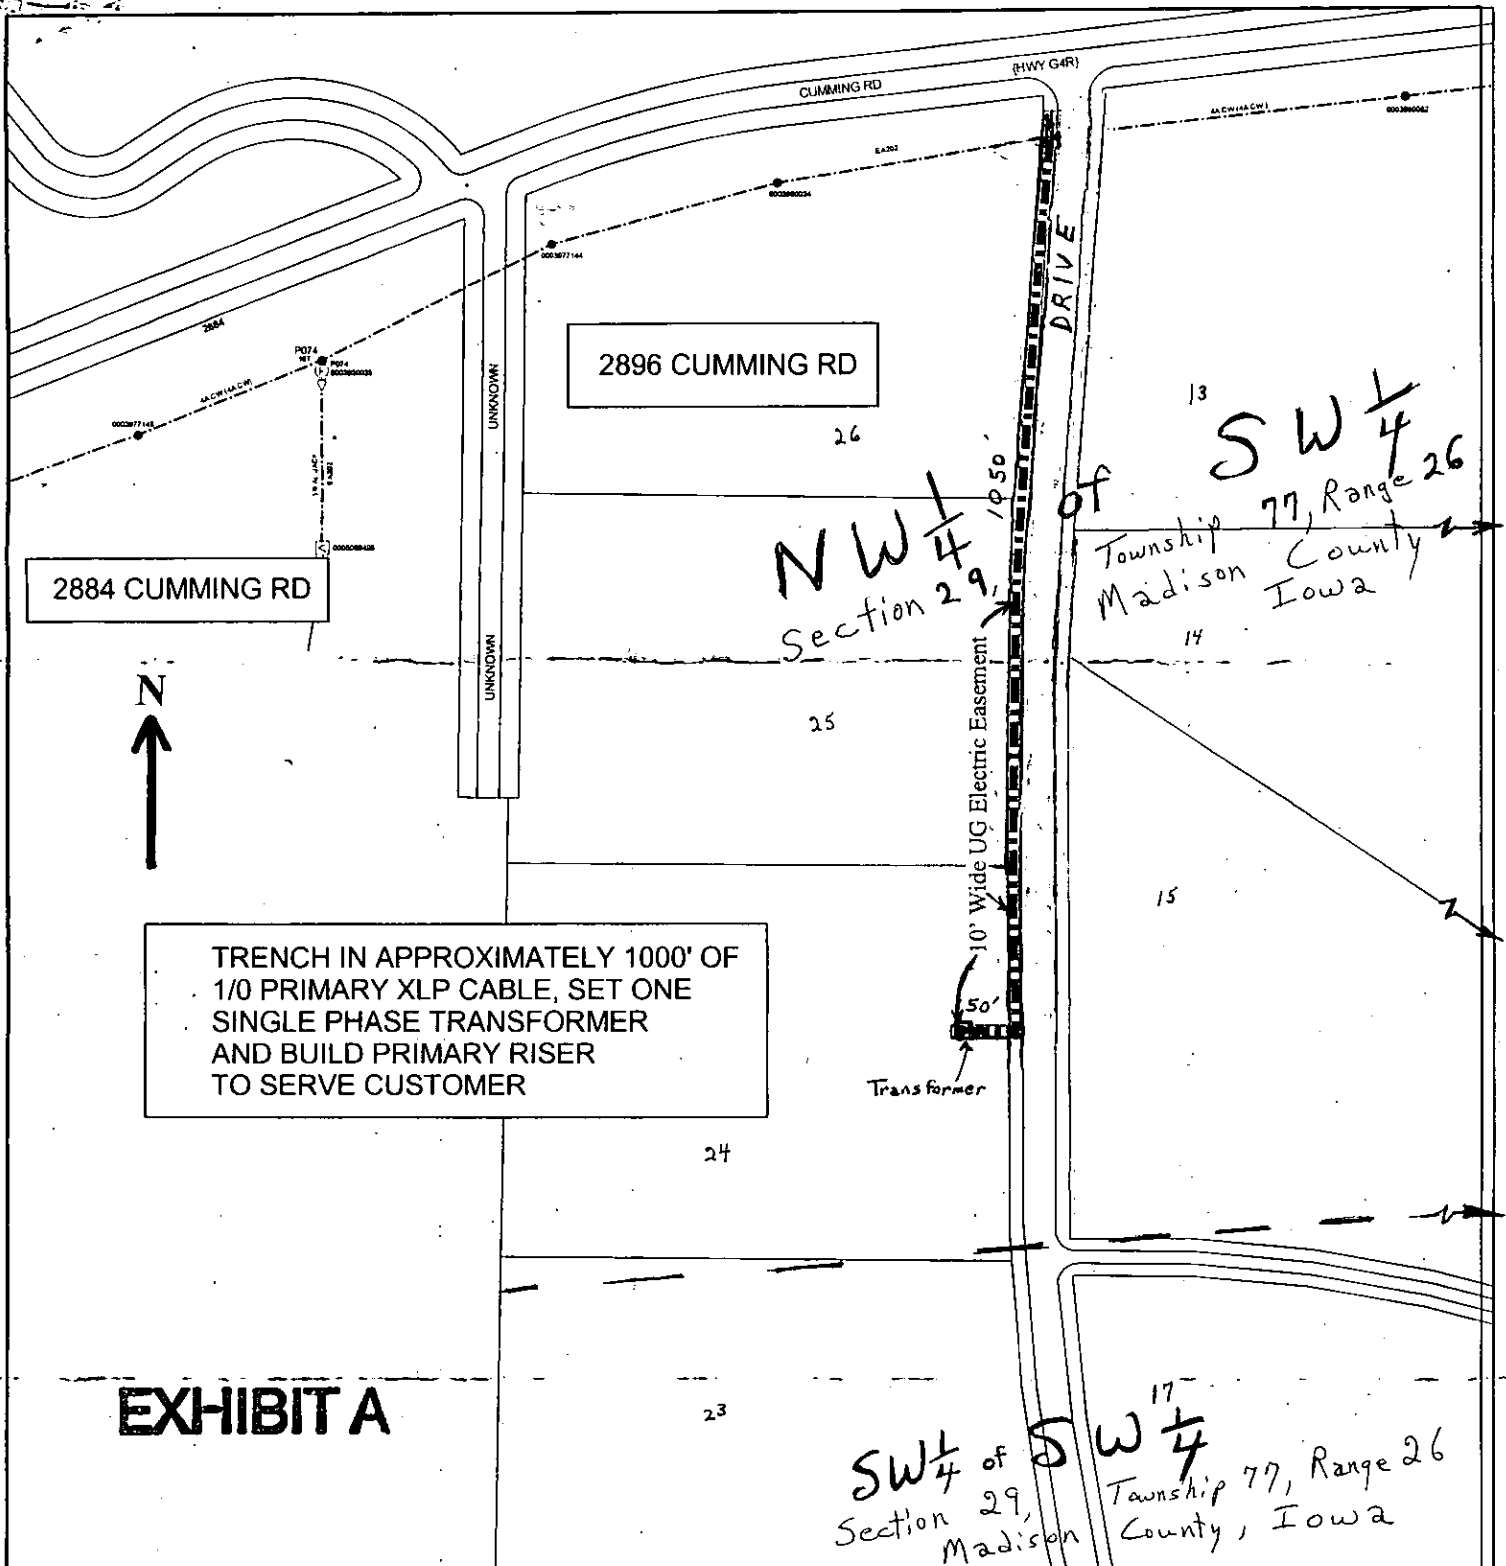 (HWY G4R)
CUMMING RD
EA202
2884
P074
P074
UNKNOWN
UNKNOWN
2896 CUMMING RD
2884 CUMMING RD
DRIVE
1050'
13
26
NW 1/4 of SW 1/4
Section 29, Township 77, Range 26
Madison County
Iowa
14
N
25
10' Wide UG Electric Easement
15
TRENCH IN APPROXIMATELY 1000' OF
1/0 PRIMARY XLP CABLE, SET ONE
SINGLE PHASE TRANSFORMER
AND BUILD PRIMARY RISER
TO SERVE CUSTOMER
50'
Transformer
24
EXHIBIT A
23
17
SW 1/4 of SW 1/4
Section 29, Township 77, Range 26
Madison County, Iowa